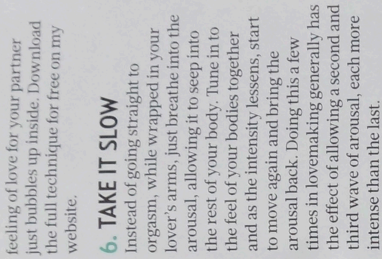 feeling of love for your partner
just bubbles up inside. Download
the full technique for free on my
website.
6. TAKE IT SLOW
Instead of going straight to
orgasm, while wrapped in your
lover's arms, just breathe into the
arousal, allowing it to seep into
the rest of your body. Tune in to
the feel of your bodies together
and as the intensity lessens, start
to move again and bring the
arousal back. Doing this a few
times in lovemaking generally has
the effect of allowing a second and
third wave of arousal, each more
intense than the last.